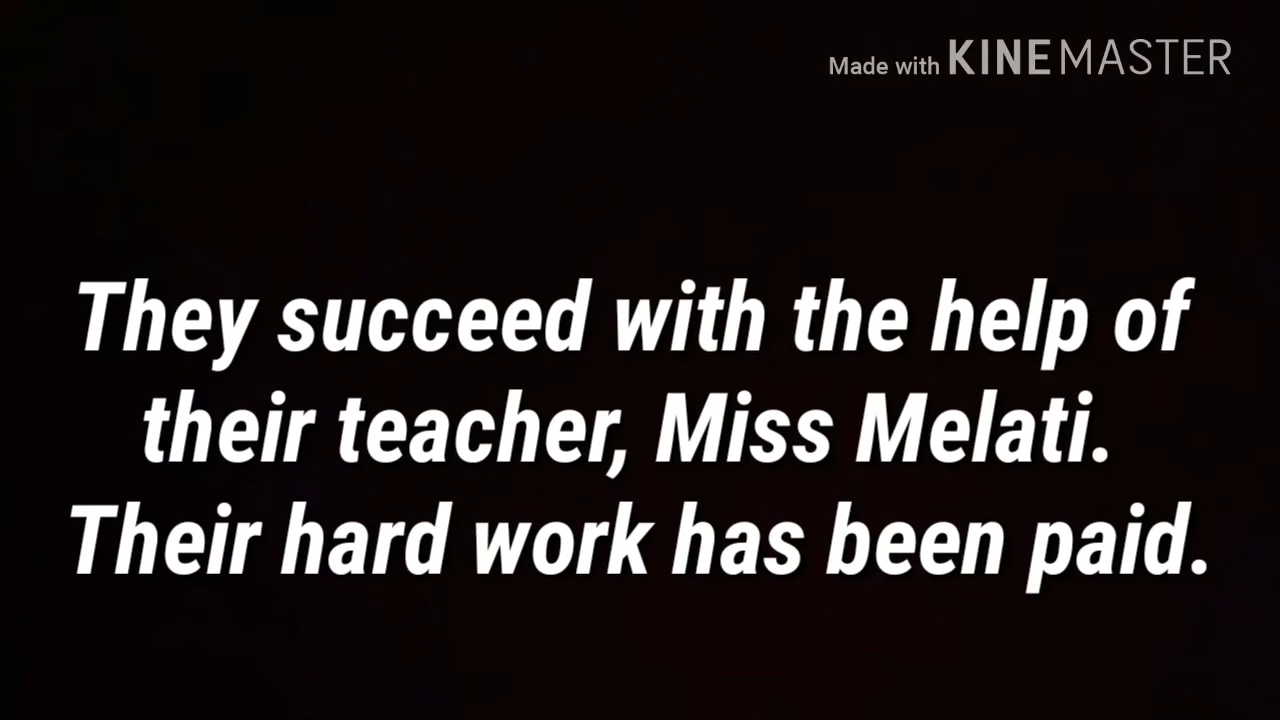 Made with KINEMASTER
They succeed with the help of
their teacher, Miss Melati.
Their hard work has been paid.